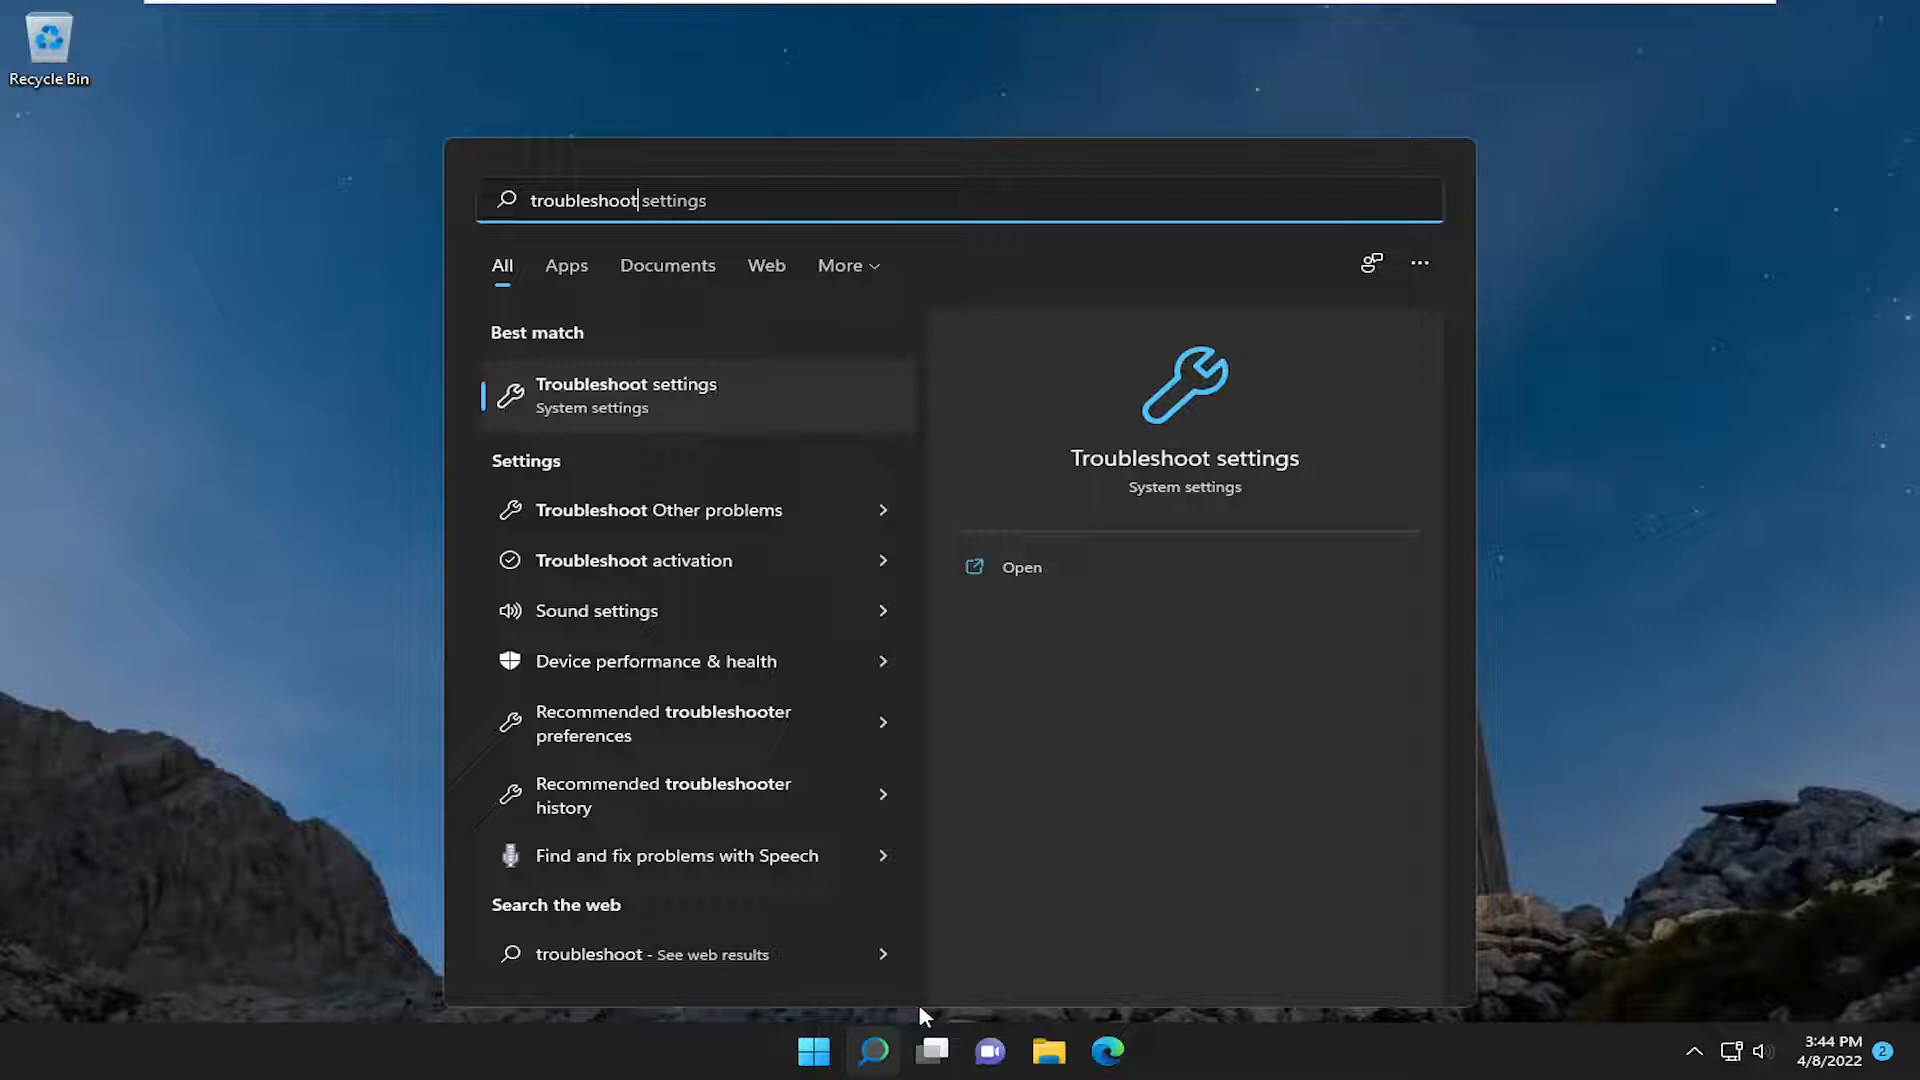 Recycle Bin
troubleshoot settings
All Apps Documents Web More
Best match
Troubleshoot settings
System settings
Settings
Troubleshoot Other problems
Troubleshoot activation
Sound settings
Device performance & health
Recommended troubleshooter
preferences
Recommended troubleshooter
history
Find and fix problems with Speech
Search the web
troubleshoot - See web results
Troubleshoot settings
System settings
Open
3:44 PM
4/8/2022
2